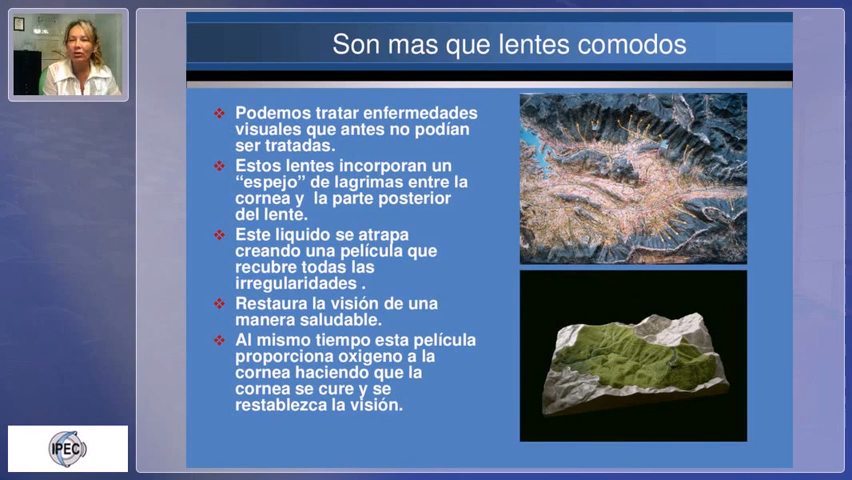 Son mas que lentes comodos
Podemos tratar enfermedades
visuales que antes no podían
ser tratadas.
Estos lentes incorporan un
“espejo” de lagrimas entre la
cornea y la parte posterior
del lente.
Este liquido se atrapa
creando una película que
recubre todas las
irregularidades .
Restaura la visión de una
manera saludable.
Al mismo tiempo esta película
proporciona oxigeno a la
cornea haciendo que la
cornea se cure y se
restablezca la visión.
IPEC